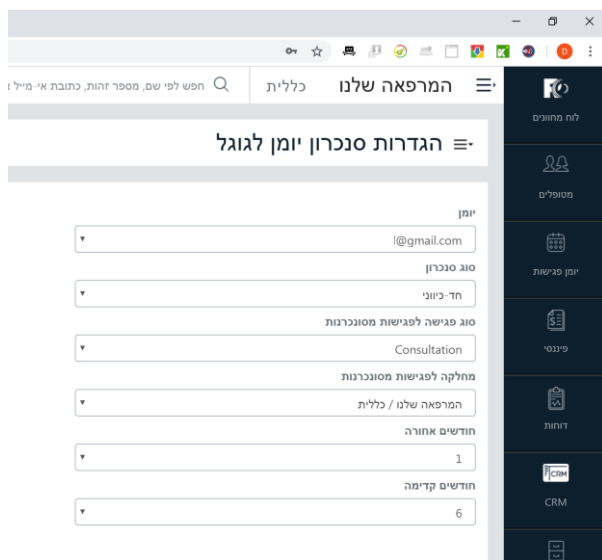 המרפאה שלנו
כללית
חפש לפי שם, מספר זהות, כתובת אי-מייל
לוח מחוונים
מטופלים
יומן פגישות
פיננסי
דוחות
CRM
CRM
הגדרות סנכרון יומן לגוגל
יומן
@gmail.com
סוג סנכרון
חד-כיווני
סוג פגישה לפגישות מסונכרנות
Consultation
מחלקה לפגישות מסונכרנות
המרפאה שלנו / כללית
חודשים אחורה
1
חודשים קדימה
6